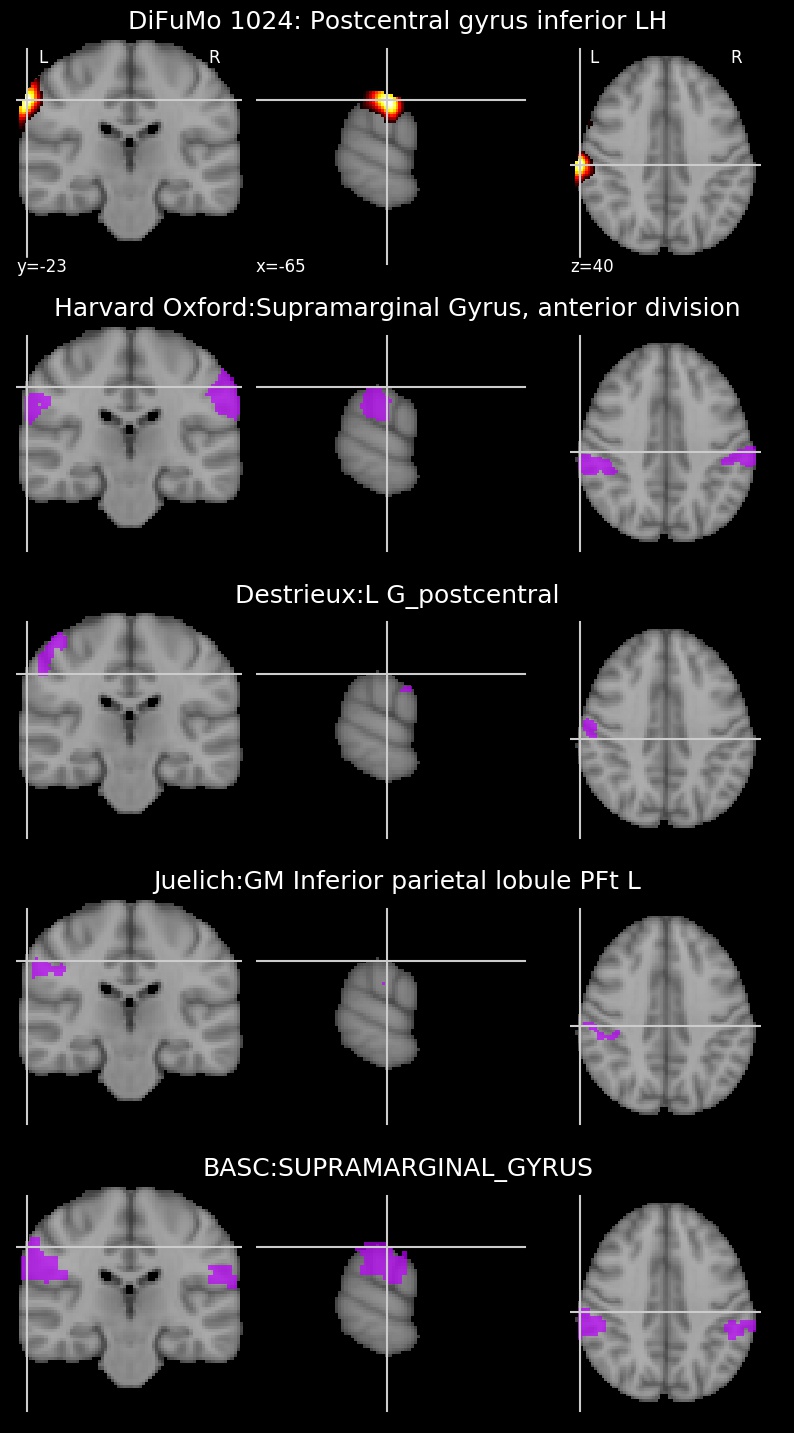 DiFuMo 1024: Postcentral gyrus inferior LH
L R L R
y=-23 x=-65 z=40
Harvard Oxford:Supramarginal Gyrus, anterior division
Destrieux:L G_postcentral
Juelich:GM Inferior parietal lobule PFt L
BASC:SUPRAMARGINAL_GYRUS